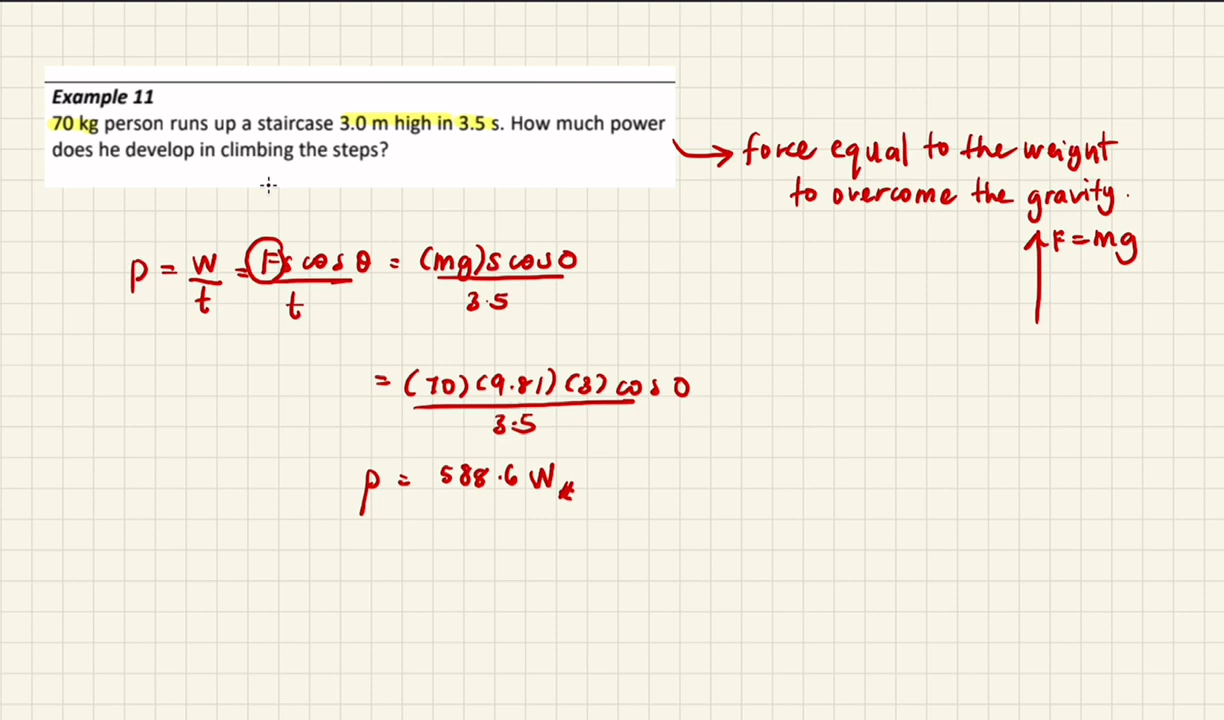 Example 11
70 kg person runs up a staircase 3.0 m high in 3.5 s. How much power
does he develop in climbing the steps?
force equal to the weight
to overcome the gravity.
F = mg
P = W/t = Fs cos θ/t = (mg)s cos 0/3.5
= (70)(9.81)(3) cos 0/3.5
P = 588.6 W